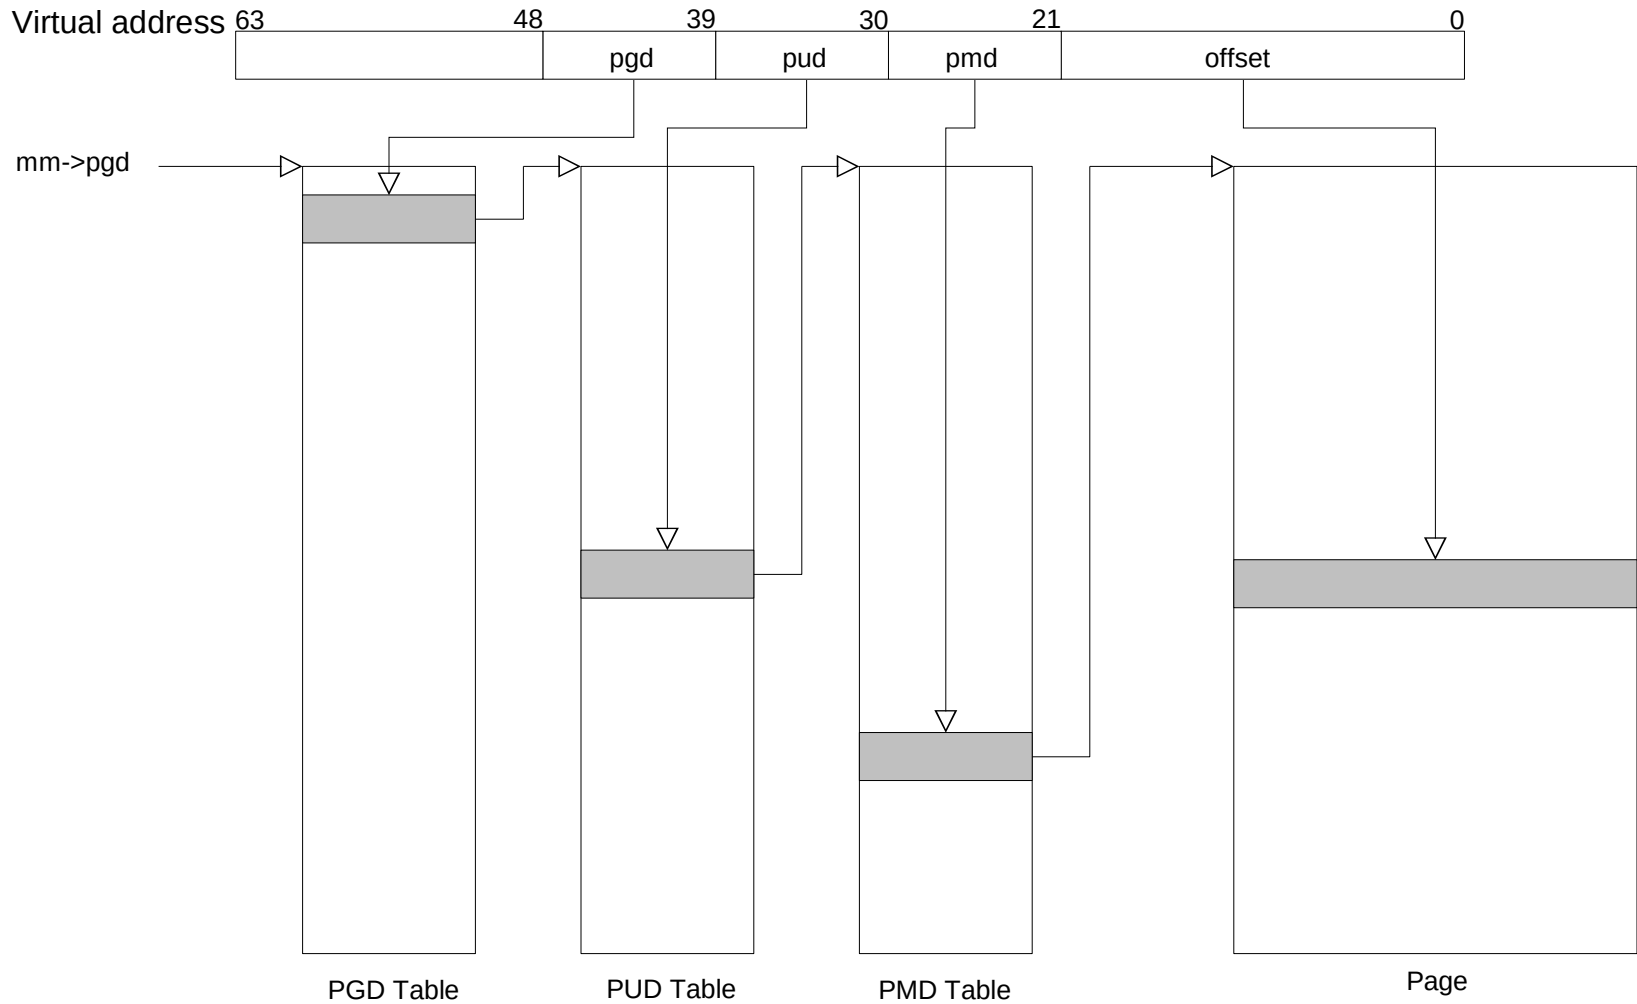 Virtual address 63 48 39 30 21 0
pgd pud pmd offset
mm->pgd
PGD Table PUD Table PMD Table Page